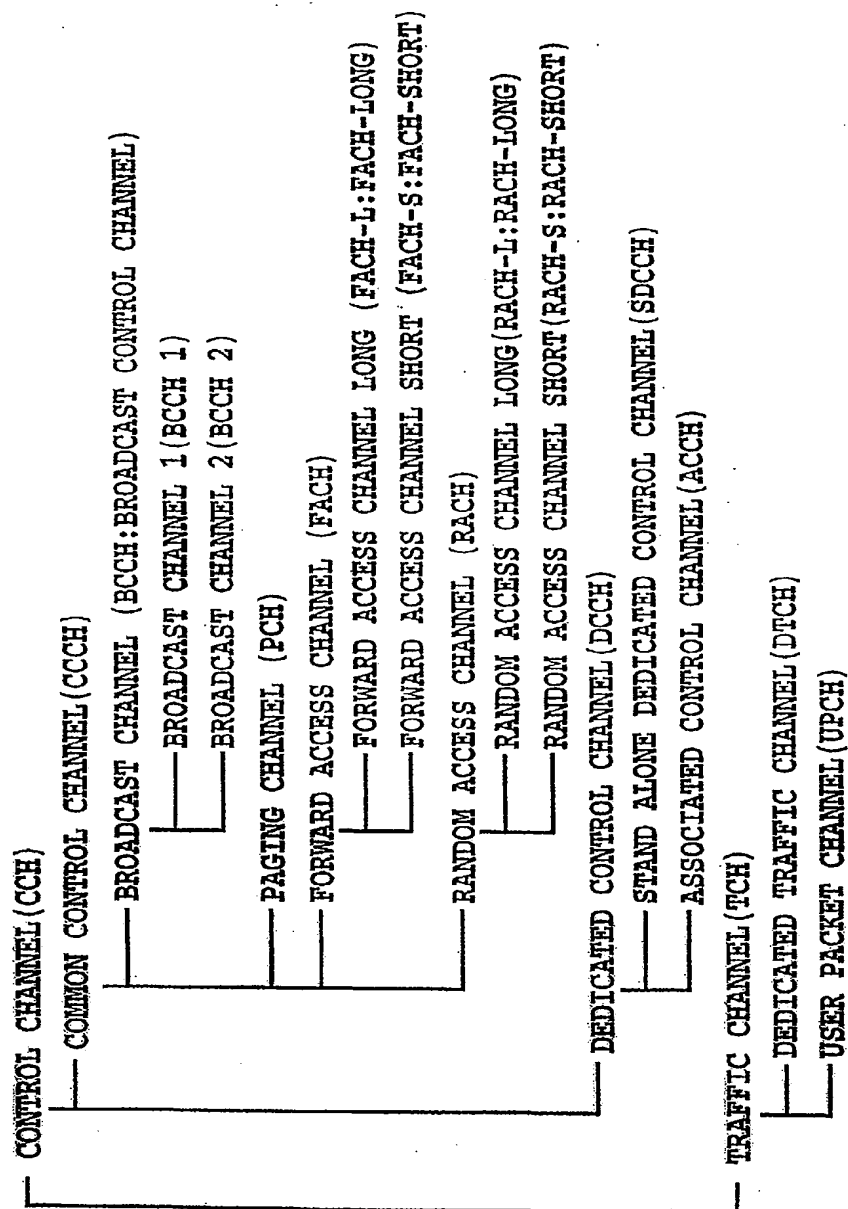 CONTROL CHANNEL(CCH)
COMMON CONTROL CHANNEL(CCCH)
BROADCAST CHANNEL (BCCH:BROADCAST CONTROL CHANNEL)
BROADCAST CHANNEL 1(BCCH 1)
BROADCAST CHANNEL 2(BCCH 2)
PAGING CHANNEL (PCH)
FORWARD ACCESS CHANNEL (FACH)
FORWARD ACCESS CHANNEL LONG (FACH-L:FACH-LONG)
FORWARD ACCESS CHANNEL SHORT (FACH-S:FACH-SHORT)
RANDOM ACCESS CHANNEL (RACH)
RANDOM ACCESS CHANNEL LONG(RACH-L:RACH-LONG)
RANDOM ACCESS CHANNEL SHORT(RACH-S:RACH-SHORT)
DEDICATED CONTROL CHANNEL(DCCH)
STAND ALONE DEDICATED CONTROL CHANNEL(SDCCH)
ASSOCIATED CONTROL CHANNEL(ACCH)
TRAFFIC CHANNEL(TCH)
DEDICATED TRAFFIC CHANNEL(DTCH)
USER PACKET CHANNEL(UPCH)